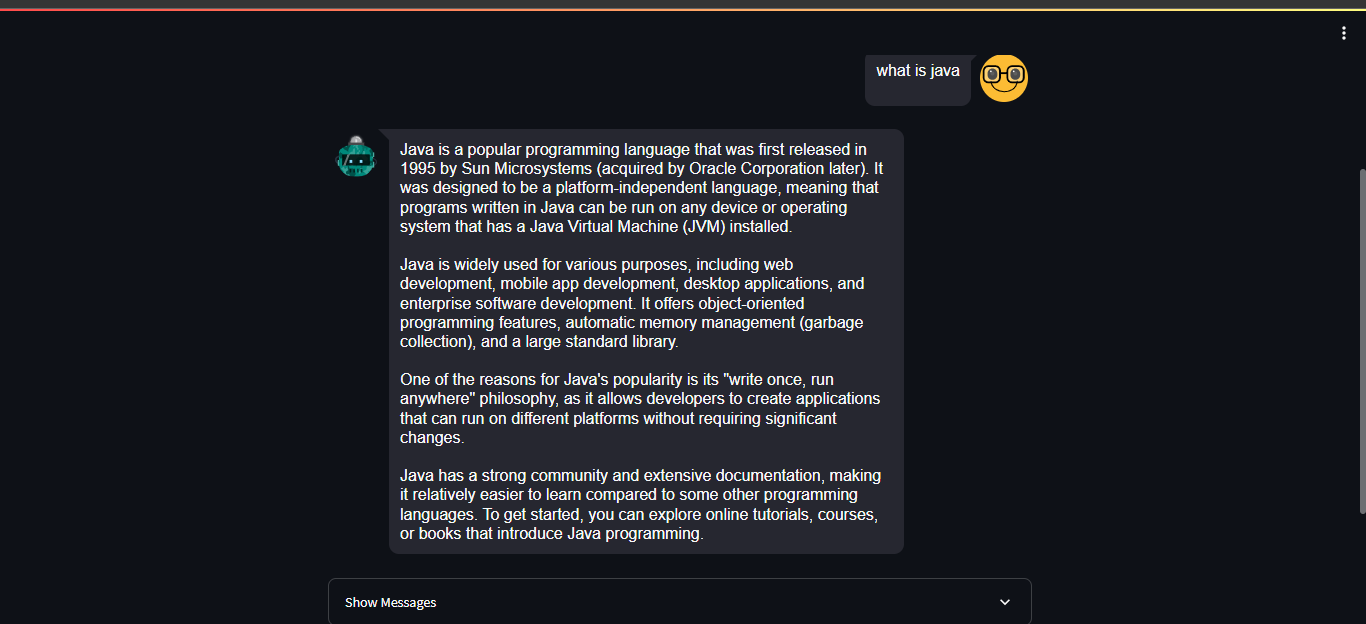 what is java
Java is a popular programming language that was first released in
1995 by Sun Microsystems (acquired by Oracle Corporation later). It
was designed to be a platform-independent language, meaning that
programs written in Java can be run on any device or operating
system that has a Java Virtual Machine (JVM) installed.
Java is widely used for various purposes, including web
development, mobile app development, desktop applications, and
enterprise software development. It offers object-oriented
programming features, automatic memory management (garbage
collection), and a large standard library.
One of the reasons for Java's popularity is its "write once, run
anywhere" philosophy, as it allows developers to create applications
that can run on different platforms without requiring significant
changes.
Java has a strong community and extensive documentation, making
it relatively easier to learn compared to some other programming
languages. To get started, you can explore online tutorials, courses,
or books that introduce Java programming.
Show Messages